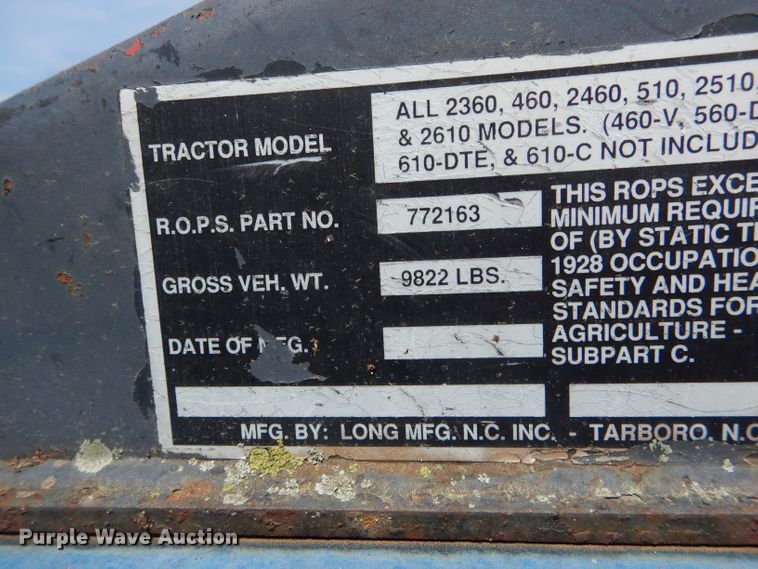 ALL 2360, 460, 2460, 510, 2510,
& 2610 MODELS. (460-V, 560-D
610-DTE, & 610-C NOT INCLUD
TRACTOR MODEL
R.O.P.S. PART NO. 772163
GROSS VEH. WT. 9822 LBS.
DATE OF MFG.
THIS ROPS EXCE
MINIMUM REQUIR
OF (BY STATIC TE
1928 OCCUPATIO
SAFETY AND HEA
STANDARDS FOR
AGRICULTURE -
SUBPART C.
MFG. BY: LONG MFG. N.C. INC. - TARBORO, N.C
Purple Wave Auction